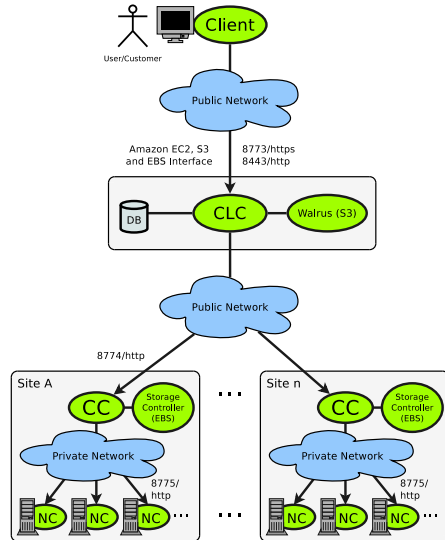 Client
User/Customer
Public Network
Amazon EC2, S3
and EBS Interface
8773/https
8443/http
DB
CLC
Walrus (S3)
Public Network
8774/http
Site A
CC
Storage
Controller
(EBS)
Private Network
8775/
http
NC
NC
NC
...
...
...
Site n
CC
Storage
Controller
(EBS)
Private Network
8775/
http
NC
NC
NC
...